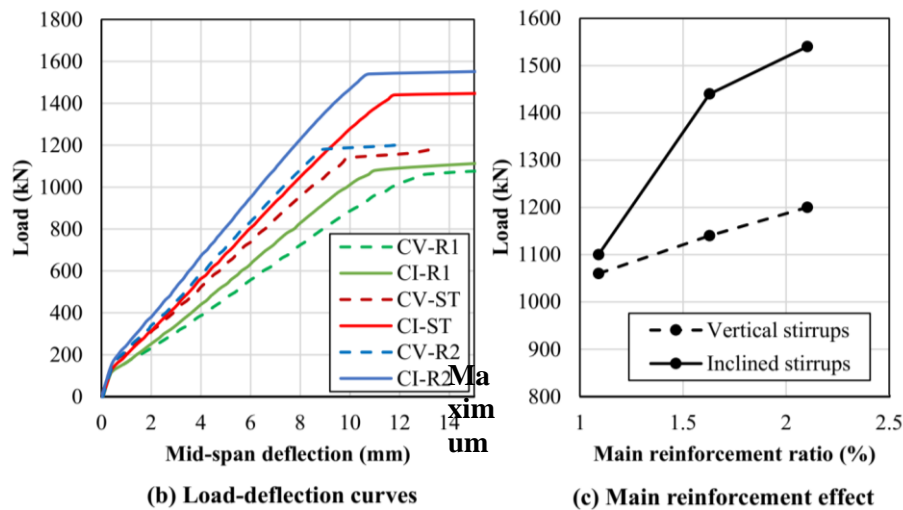 1800
1600
1400
1200
1000
800
600
400
200
0
Load (kN)
0 2 4 6 8 10 12 14
Mid-span deflection (mm)
CV-R1
CI-R1
CV-ST
CI-ST
CV-R2
CI-R2
Ma
xim
um
(b) Load-deflection curves
1600
1500
1400
1300
1200
1100
1000
900
800
Load (kN)
1 1.5 2 2.5
Main reinforcement ratio (%)
Vertical stirrups
Inclined stirrups
(c) Main reinforcement effect